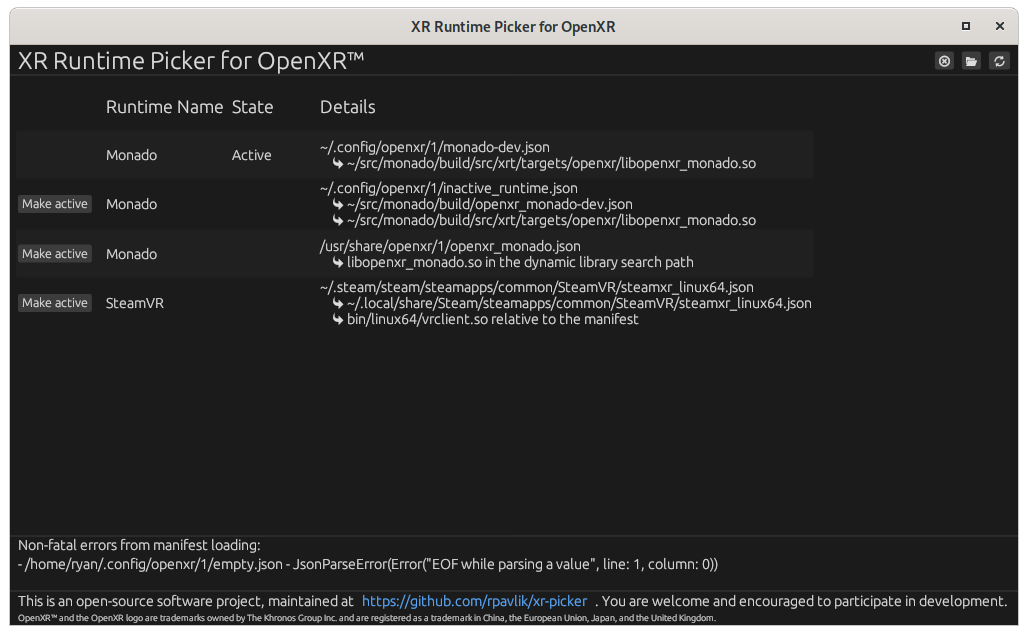 XR Runtime Picker for OpenXR
XR Runtime Picker for OpenXR™
Runtime Name State Details
Monado Active ~/.config/openxr/1/monado-dev.json
~/src/monado/build/src/xrt/targets/openxr/libopenxr_monado.so
Make active Monado ~/.config/openxr/1/inactive_runtime.json
~/src/monado/build/openxr_monado-dev.json
~/src/monado/build/src/xrt/targets/openxr/libopenxr_monado.so
Make active Monado /usr/share/openxr/1/openxr_monado.json
libopenxr_monado.so in the dynamic library search path
Make active SteamVR ~/.steam/steam/steamapps/common/SteamVR/steamxr_linux64.json
~/.local/share/Steam/steamapps/common/SteamVR/steamxr_linux64.json
bin/linux64/vrclient.so relative to the manifest
Non-fatal errors from manifest loading:
- /home/ryan/.config/openxr/1/empty.json - JsonParseError(Error("EOF while parsing a value", line: 1, column: 0))
This is an open-source software project, maintained at https://github.com/rpavlik/xr-picker . You are welcome and encouraged to participate in development.
OpenXR™ and the OpenXR logo are trademarks owned by The Khronos Group Inc. and are registered as a trademark in China, the European Union, Japan, and the United Kingdom.